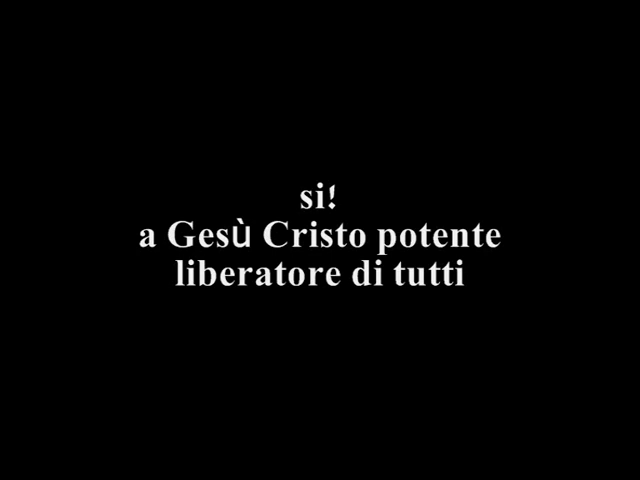 si!
a Gesù Cristo potente
liberatore di tutti